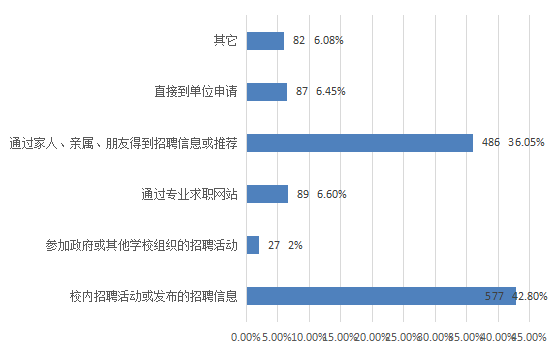 其它 82 6.08%
直接到单位申请 87 6.45%
通过家人、亲属、朋友得到招聘信息或推荐 486 36.05%
通过专业求职网站 89 6.60%
参加政府或其他学校组织的招聘活动 27 2%
校内招聘活动或发布的招聘信息 577 42.80%
0.00% 5.00% 10.00% 15.00% 20.00% 25.00% 30.00% 35.00% 40.00% 45.00%